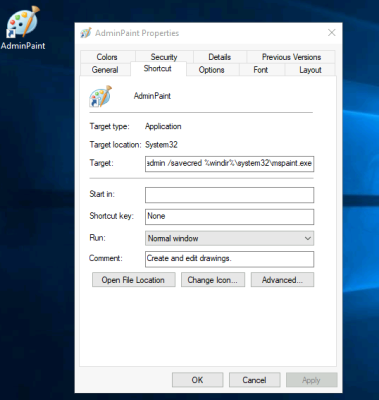 AdminPaint
AdminPaint Properties
Colors Security Details Previous Versions
General Shortcut Options Font Layout
AdminPaint
Target type: Application
Target location: System32
Target: admin /savecred %windir%\system32\mspaint.exe
Start in:
Shortcut key: None
Run: Normal window
Comment: Create and edit drawings.
Open File Location Change Icon... Advanced...
OK Cancel Apply